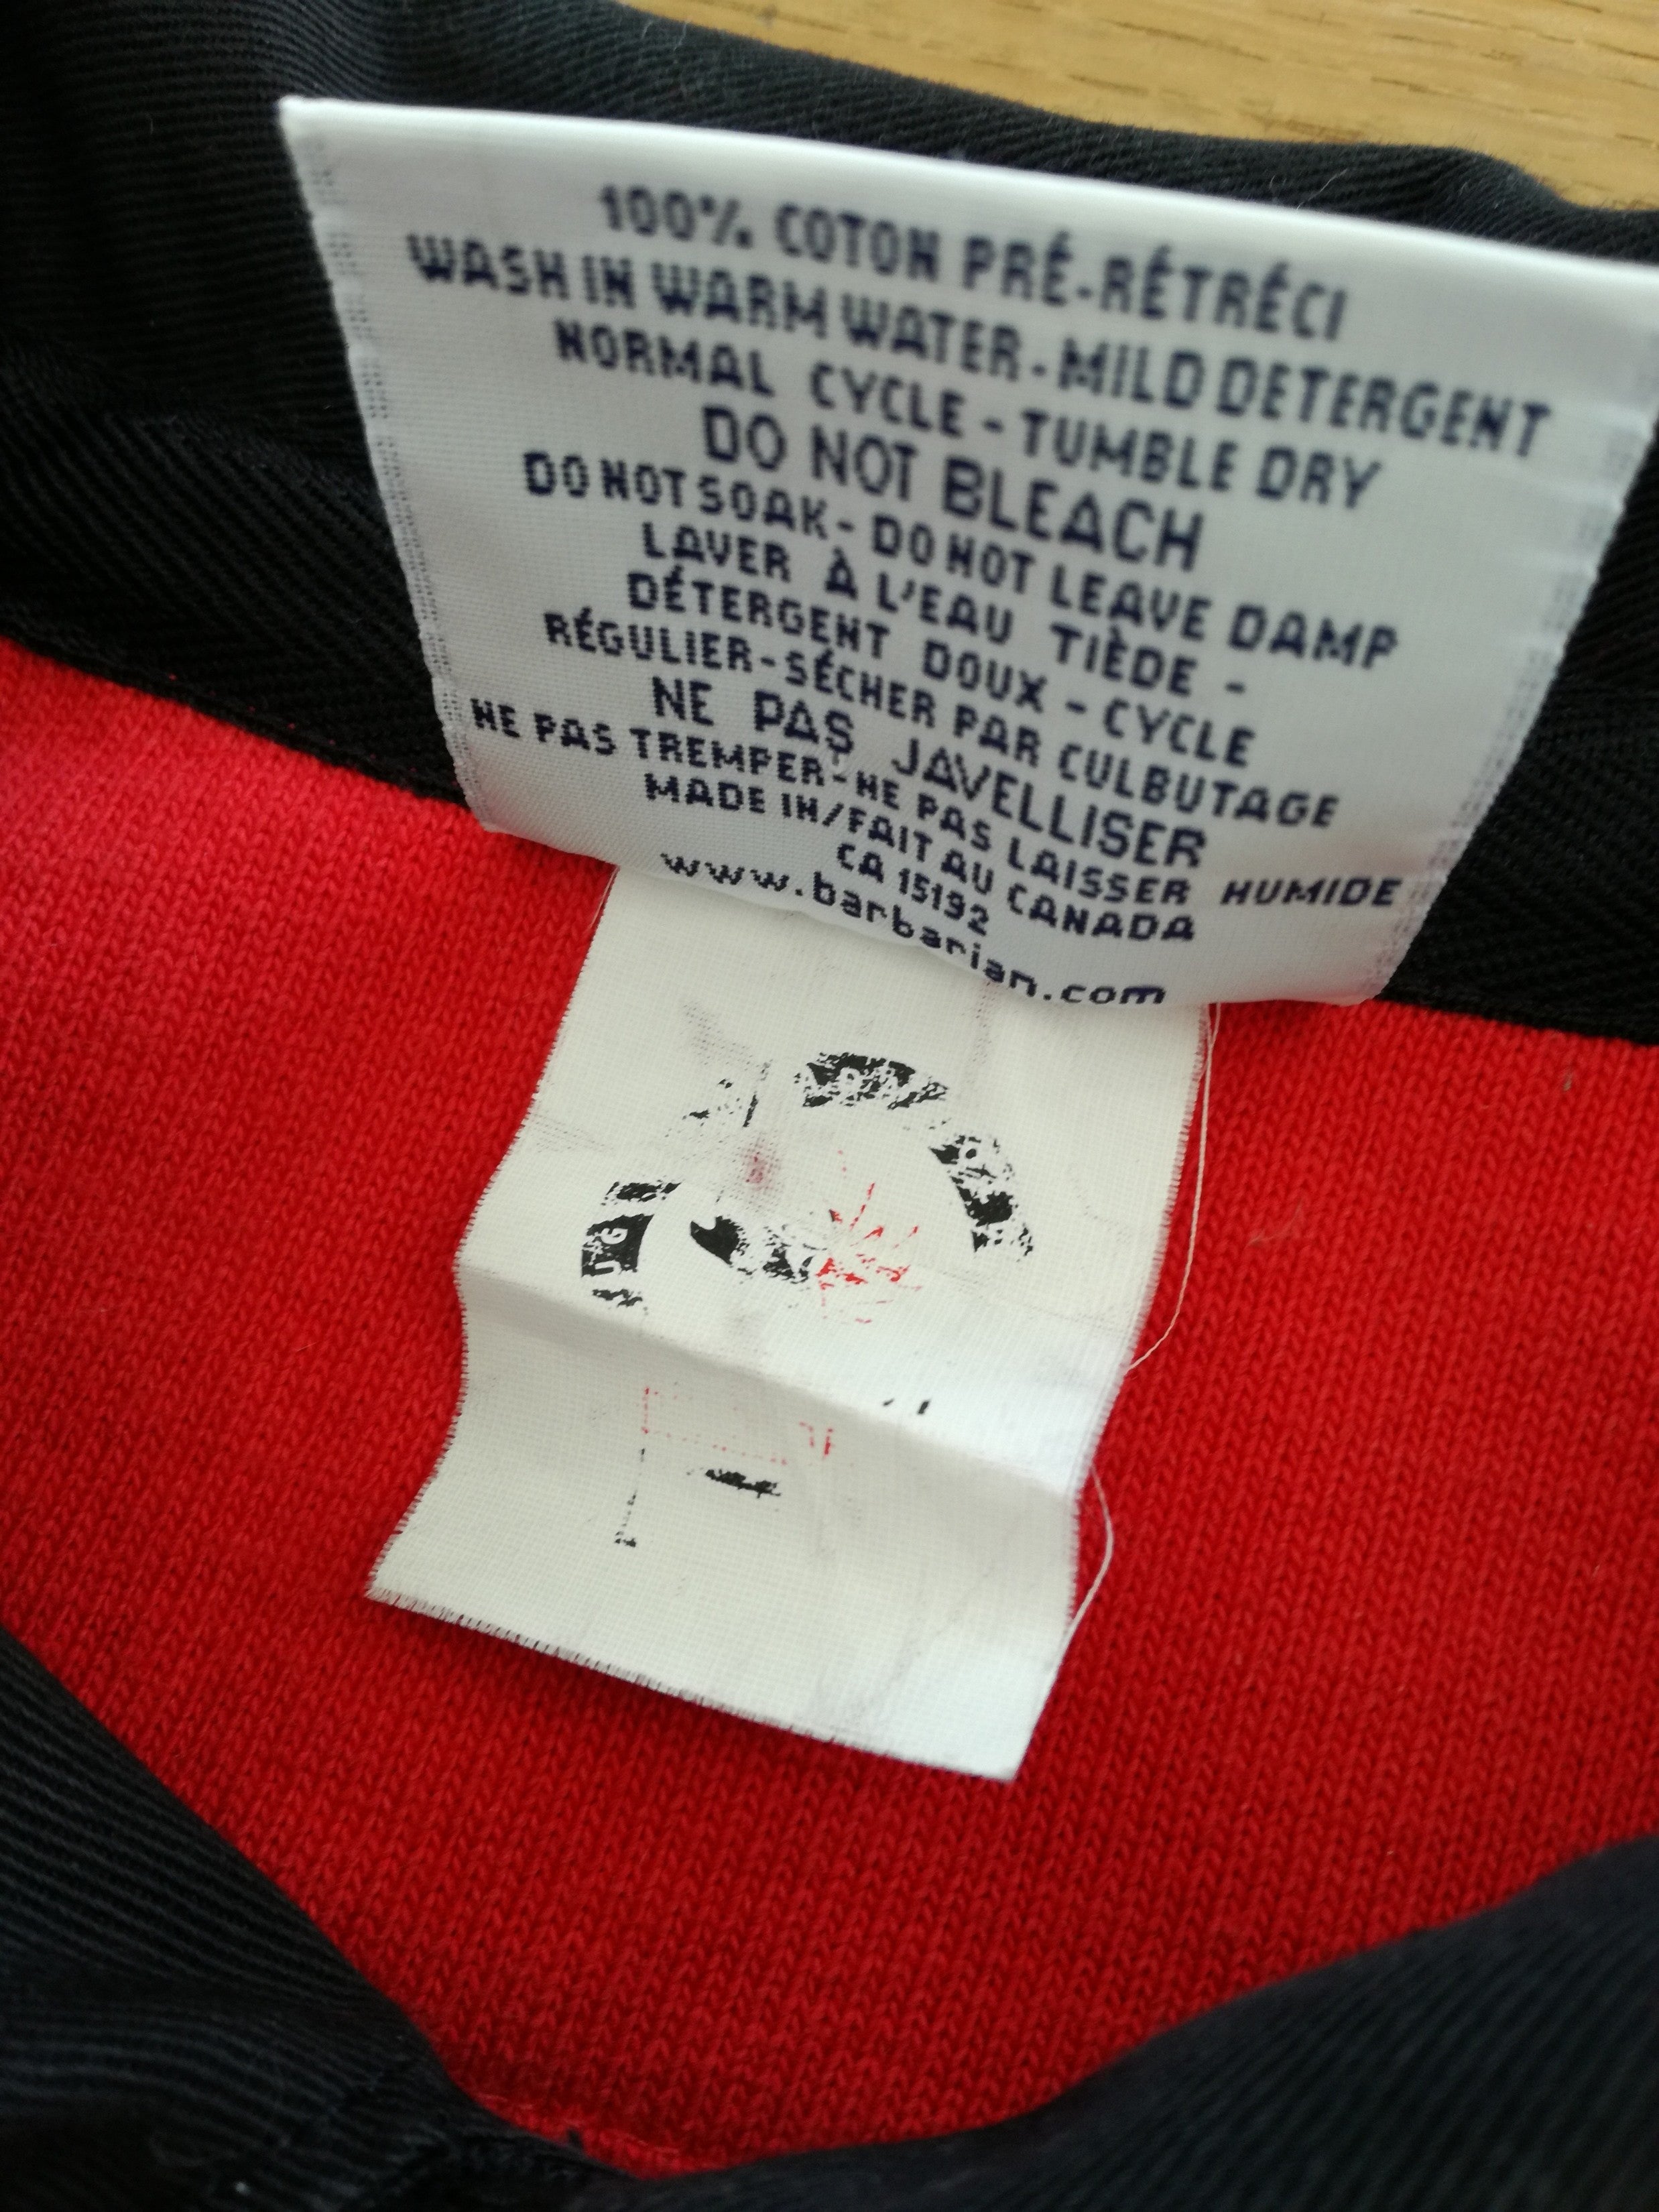 100% COTON PRÉ-RÉTRÉCI
WASH IN WARM WATER - MILD DETERGENT
NORMAL CYCLE - TUMBLE DRY
DO NOT BLEACH
DO NOT SOAK - DO NOT LEAVE DAMP
LAVER À L'EAU TIÈDE -
DÉTERGENT DOUX - CYCLE
RÉGULIER-SÉCHER PAR CULBUTAGE
NE PAS JAVELLISER
NE PAS TREMPER-NE PAS LAISSER HUMIDE
MADE IN/FAIT AU CANADA
CA 15192
www.barbarian.com